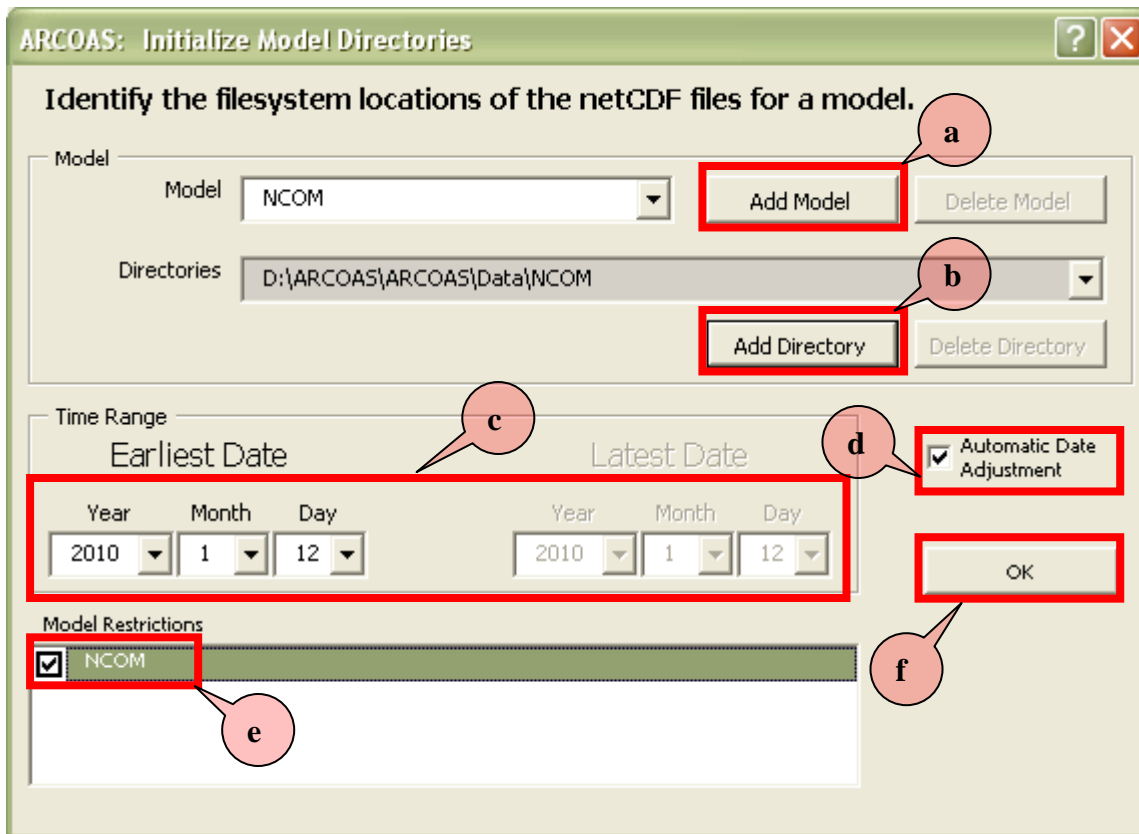 ARCOAS: Initialize Model Directories
?
Identify the filesystem locations of the netCDF files for a model.
a
Model
Model
NCOM
Add Model
Delete Model
Directories
D:\ARCOAS\ARCOAS\Data\NCOM
b
Add Directory
Delete Directory
Time Range
c
Earliest Date
Latest Date
d
Automatic Date
Adjustment
Year Month Day
Year Month Day
2010 1 12
2010 1 12
OK
Model Restrictions
NCOM
f
e